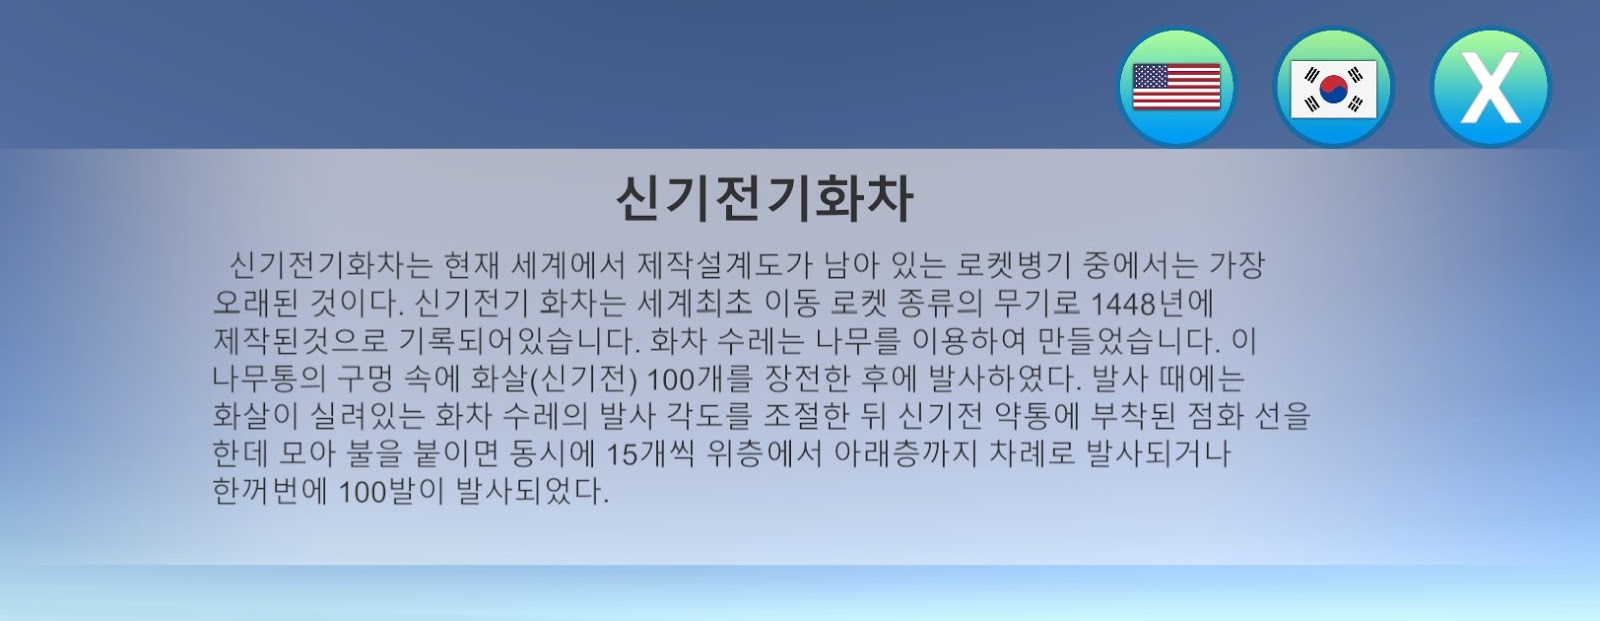 X
신기전기화차
신기전기화차는 현재 세계에서 제작설계도가 남아 있는 로켓병기 중에서는 가장
오래된 것이다. 신기전기 화차는 세계최초 이동 로켓 종류의 무기로 1448년에
제작된것으로 기록되어있습니다. 화차 수레는 나무를 이용하여 만들었습니다. 이
나무통의 구멍 속에 화살(신기전) 100개를 장전한 후에 발사하였다. 발사 때에는
화살이 실려있는 화차 수레의 발사 각도를 조절한 뒤 신기전 약통에 부착된 점화 선을
한데 모아 불을 붙이면 동시에 15개씩 위층에서 아래층까지 차례로 발사되거나
한꺼번에 100발이 발사되었다.